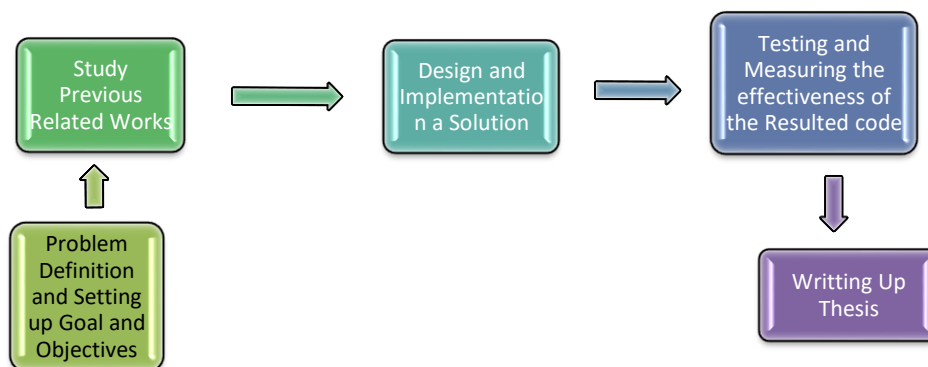 Study
Previous
Related Works
Design and
Implementatio
n a Solution
Testing and
Measuring the
effectiveness of
the Resulted code
Problem
Definition
and Setting
up Goal and
Objectives
Writting Up
Thesis